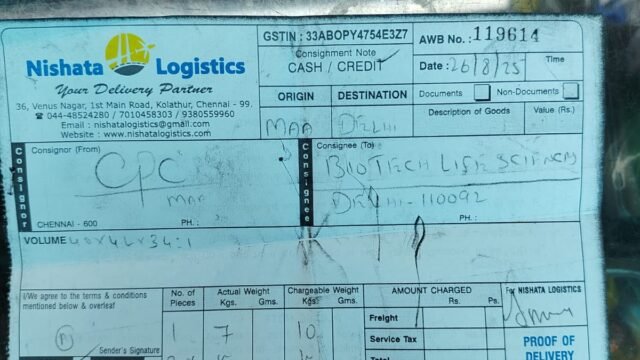 Nishata Logistics
Your Delivery Partner
36, Venus Nagar, 1st Main Road, Kolathur, Chennai - 99.
☎ 044-48524280 / 7010458303 / 9380559960
Email : nishatalogistics@gmail.com
Website : www.nishatalogistics.com
GSTIN : 33ABOPY4754E3Z7
Consignment Note
CASH / CREDIT
AWB No. : 119614
Date : 26/8/25 Time
ORIGIN DESTINATION
MAA DELHI
Documents Non-Documents
Description of Goods Value (Rs.)
Consignor
Consignor (From)
CPC
MAA
CHENNAI - 600 PH. :
Consignee
Consignee (To)
BIOTECH LIFE SCIENCES
DELHI-110092
PH. :
VOLUME 40x42x34:1
I/We agree to the terms & conditions
mentioned below & overleaf
Sender's Signature
No. of Pieces Actual Weight Kgs. Gms. Chargeable Weight Kgs. Gms.
1 7 10
AMOUNT CHARGED
Rs. Ps.
Freight
Service Tax
Total
For NISHATA LOGISTICS
PROOF OF
DELIVERY